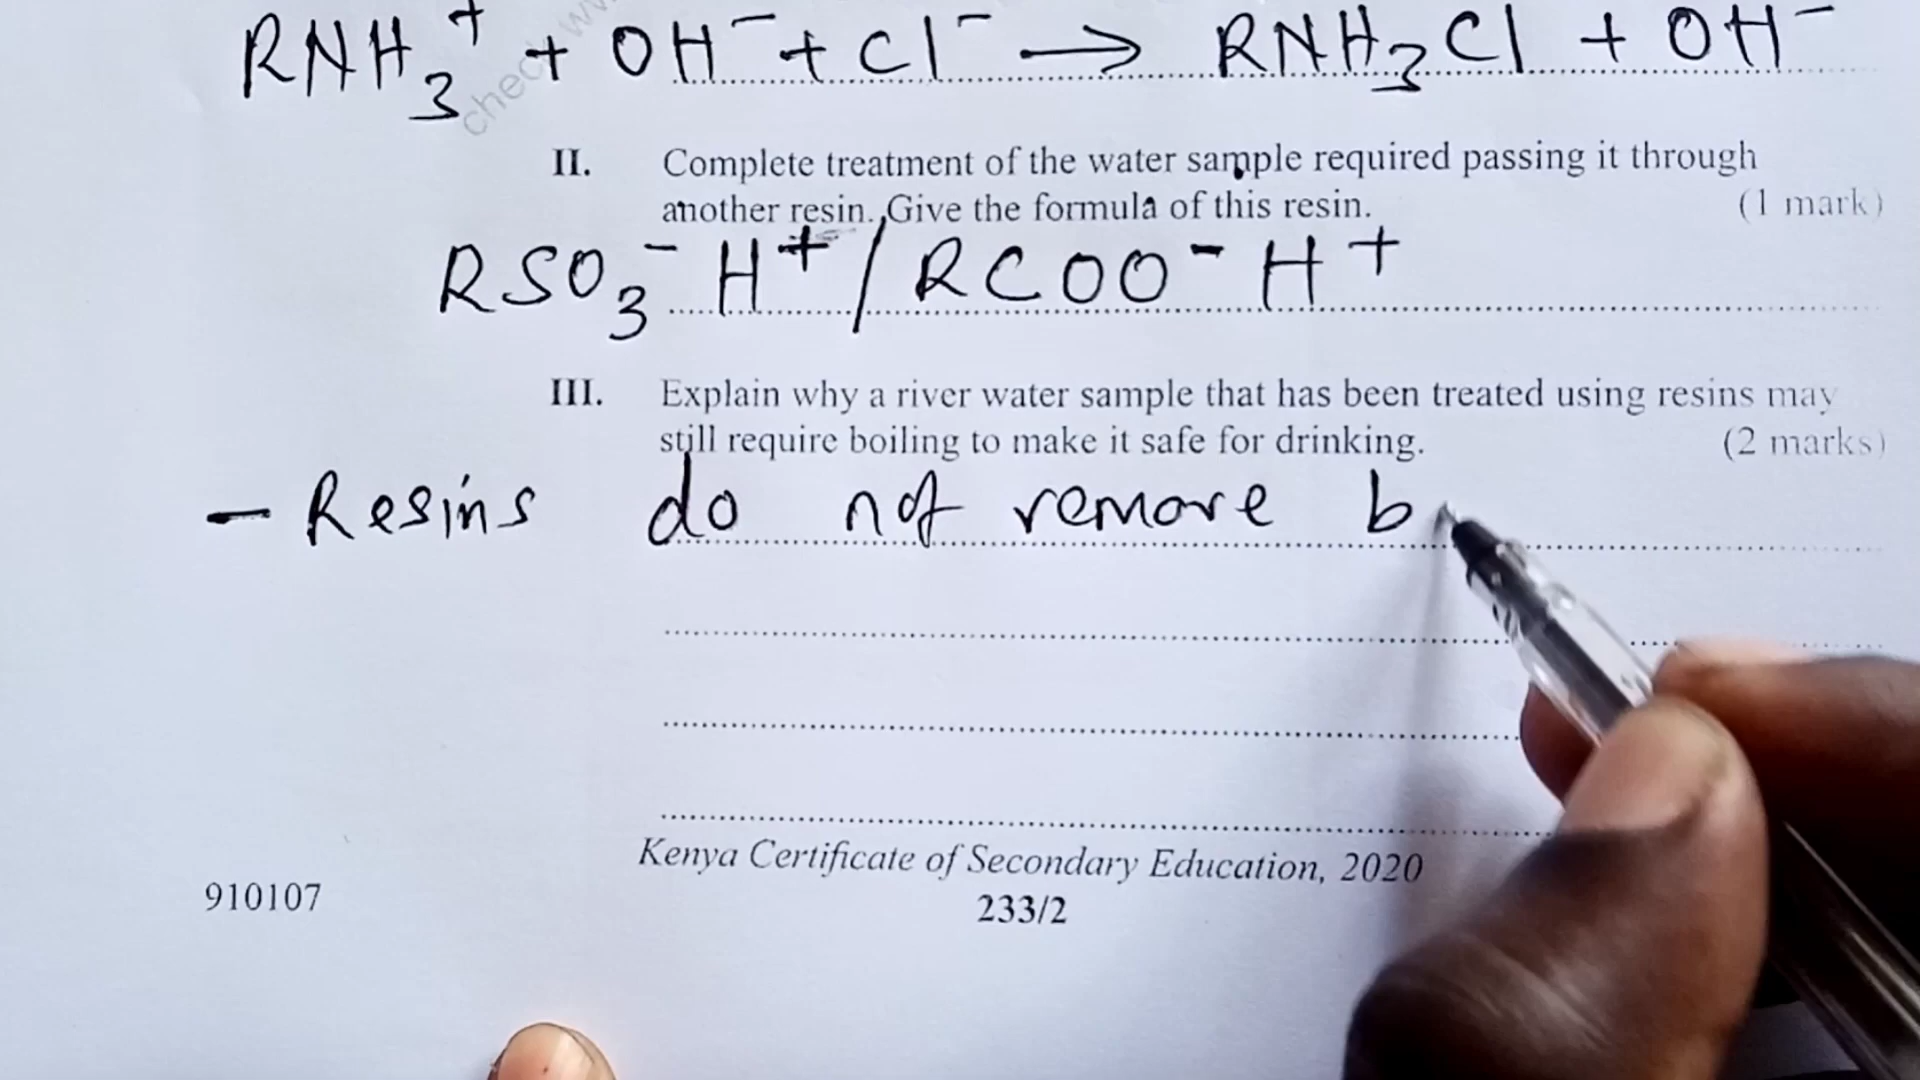 RNH₃⁺ + OH⁻ + Cl⁻ → RNH₃Cl + OH⁻
check
II. Complete treatment of the water sample required passing it through
another resin. Give the formula of this resin. (1 mark)
RSO₃⁻ H⁺ / RCOO⁻ H⁺
III. Explain why a river water sample that has been treated using resins may
still require boiling to make it safe for drinking. (2 marks)
- Resins do not remove b
Kenya Certificate of Secondary Education, 2020
910107
233/2